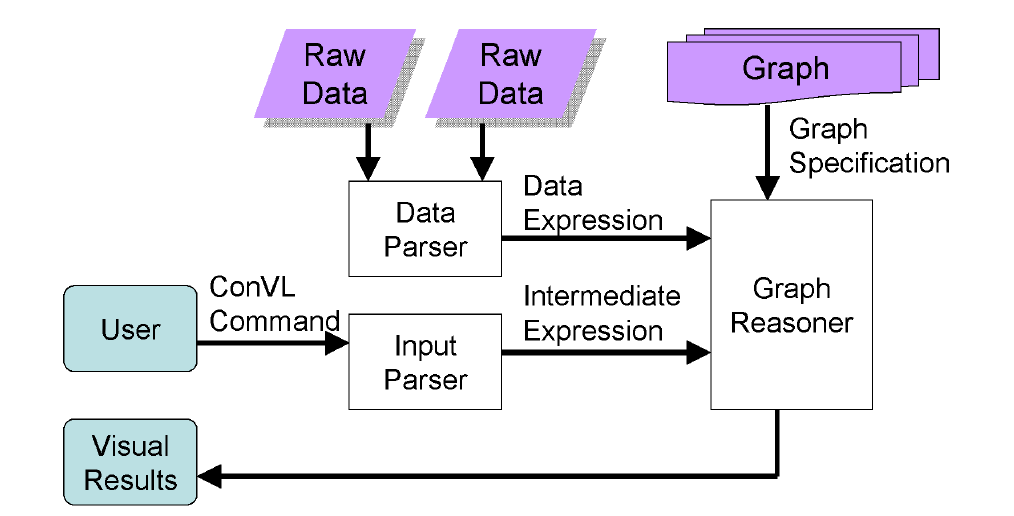 Raw
Data
Raw
Data
Graph
Graph
Specification
Data
Parser
Data
Expression
Graph
Reasoner
User
ConVL
Command
Input
Parser
Intermediate
Expression
Visual
Results